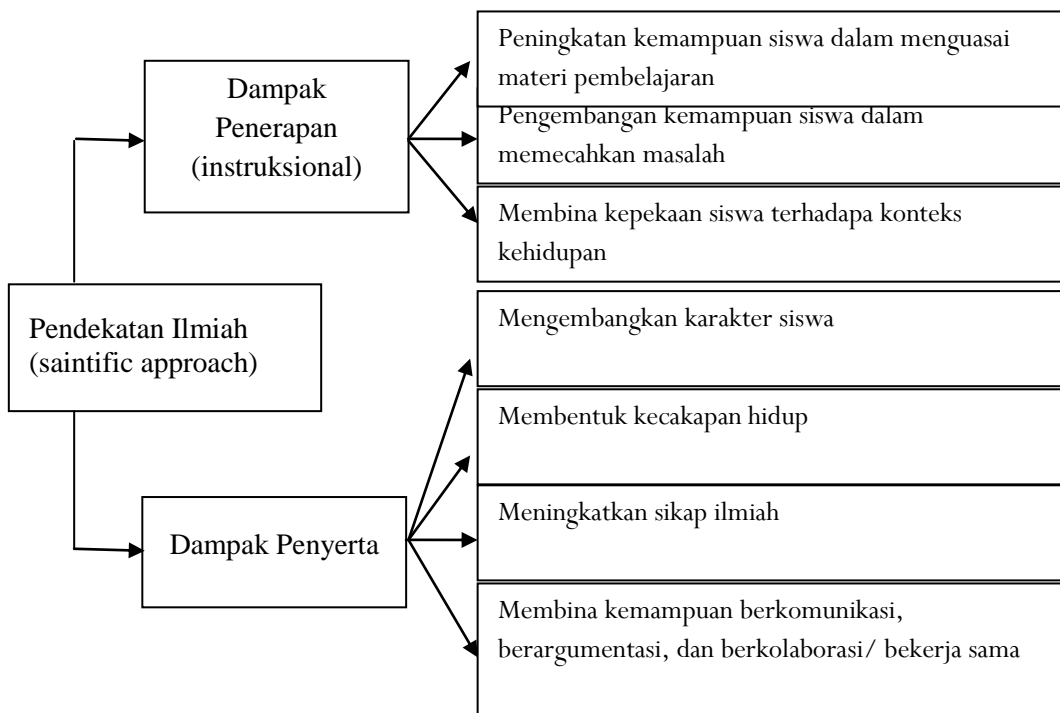 Pendekatan Ilmiah
(saintific approach)
Dampak
Penerapan
(instruksional)
Peningkatan kemampuan siswa dalam menguasai
materi pembelajaran
Pengembangan kemampuan siswa dalam
memecahkan masalah
Membina kepekaan siswa terhadapa konteks
kehidupan
Dampak Penyerta
Mengembangkan karakter siswa
Membentuk kecakapan hidup
Meningkatkan sikap ilmiah
Membina kemampuan berkomunikasi,
berargumentasi, dan berkolaborasi/ bekerja sama